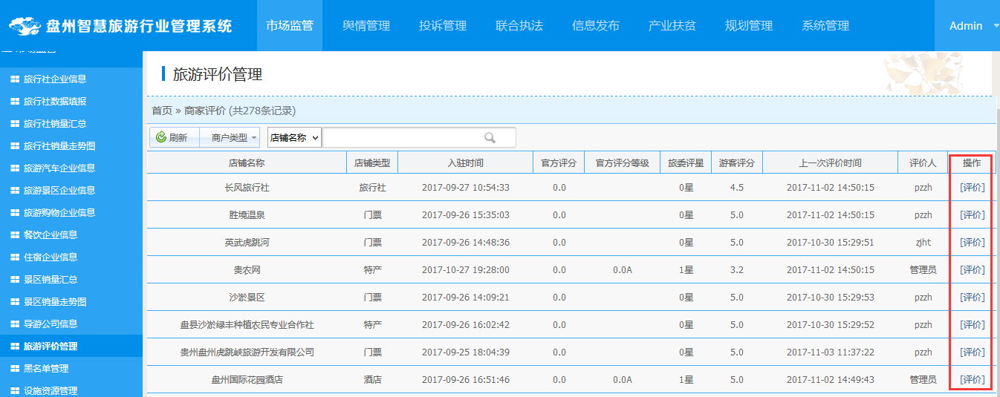 盘州智慧旅游行业管理系统 市场监管 舆情管理 投诉管理 联合执法 信息发布 产业扶贫 规划管理 系统管理 Admin
旅行社企业信息
旅行社数据填报
旅行社销量汇总
旅行社销量走势图
旅游汽车企业信息
旅游景区企业信息
旅游购物企业信息
餐饮企业信息
住宿企业信息
景区销量汇总
景区销量走势图
导游公司信息
旅游评价管理
黑名单管理
设施资源管理
旅游评价管理
首页 » 商家评价 (共278条记录)
刷新 商户类型 店铺名称
店铺名称 店铺类型 入驻时间 官方评分 官方评分等级 旅委评星 游客评分 上一次评价时间 评价人 操作
长风旅行社 旅行社 2017-09-27 10:54:33 0.0 0星 4.5 2017-11-02 14:50:15 pzzh [评价]
胜境温泉 门票 2017-09-26 15:35:03 0.0 0星 5.0 2017-11-02 14:50:15 pzzh [评价]
英武虎跳河 门票 2017-09-26 14:48:36 0.0 0星 5.0 2017-10-30 15:29:51 zjht [评价]
贵农网 特产 2017-10-27 19:28:00 0.0 0.0A 1星 3.2 2017-11-02 14:50:15 管理员 [评价]
沙淤景区 门票 2017-09-26 14:09:21 0.0 0星 5.0 2017-10-30 15:29:53 pzzh [评价]
盘县沙淤绿丰种植农民专业合作社 特产 2017-09-26 16:02:42 0.0 0星 5.0 2017-10-30 15:29:52 pzzh [评价]
贵州盘州虎跳峡旅游开发有限公司 门票 2017-09-25 18:04:39 0.0 0星 5.0 2017-11-03 11:37:22 pzzh [评价]
盘州国际花园酒店 酒店 2017-09-26 16:51:46 0.0 0.0A 1星 5.0 2017-11-02 14:49:43 管理员 [评价]